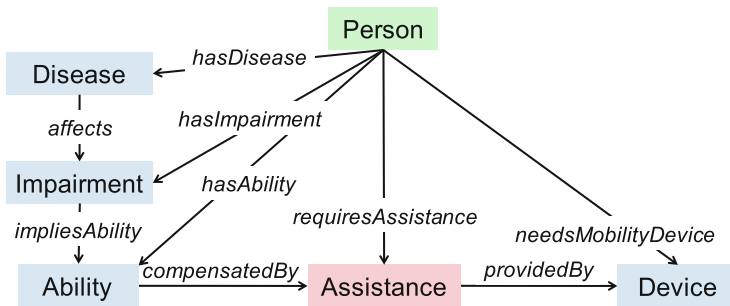 Person
hasDisease
Disease
hasImpairment
affects
Impairment
hasAbility
requiresAssistance
impliesAbility
needsMobilityDevice
compensatedBy
providedBy
Ability
Assistance
Device